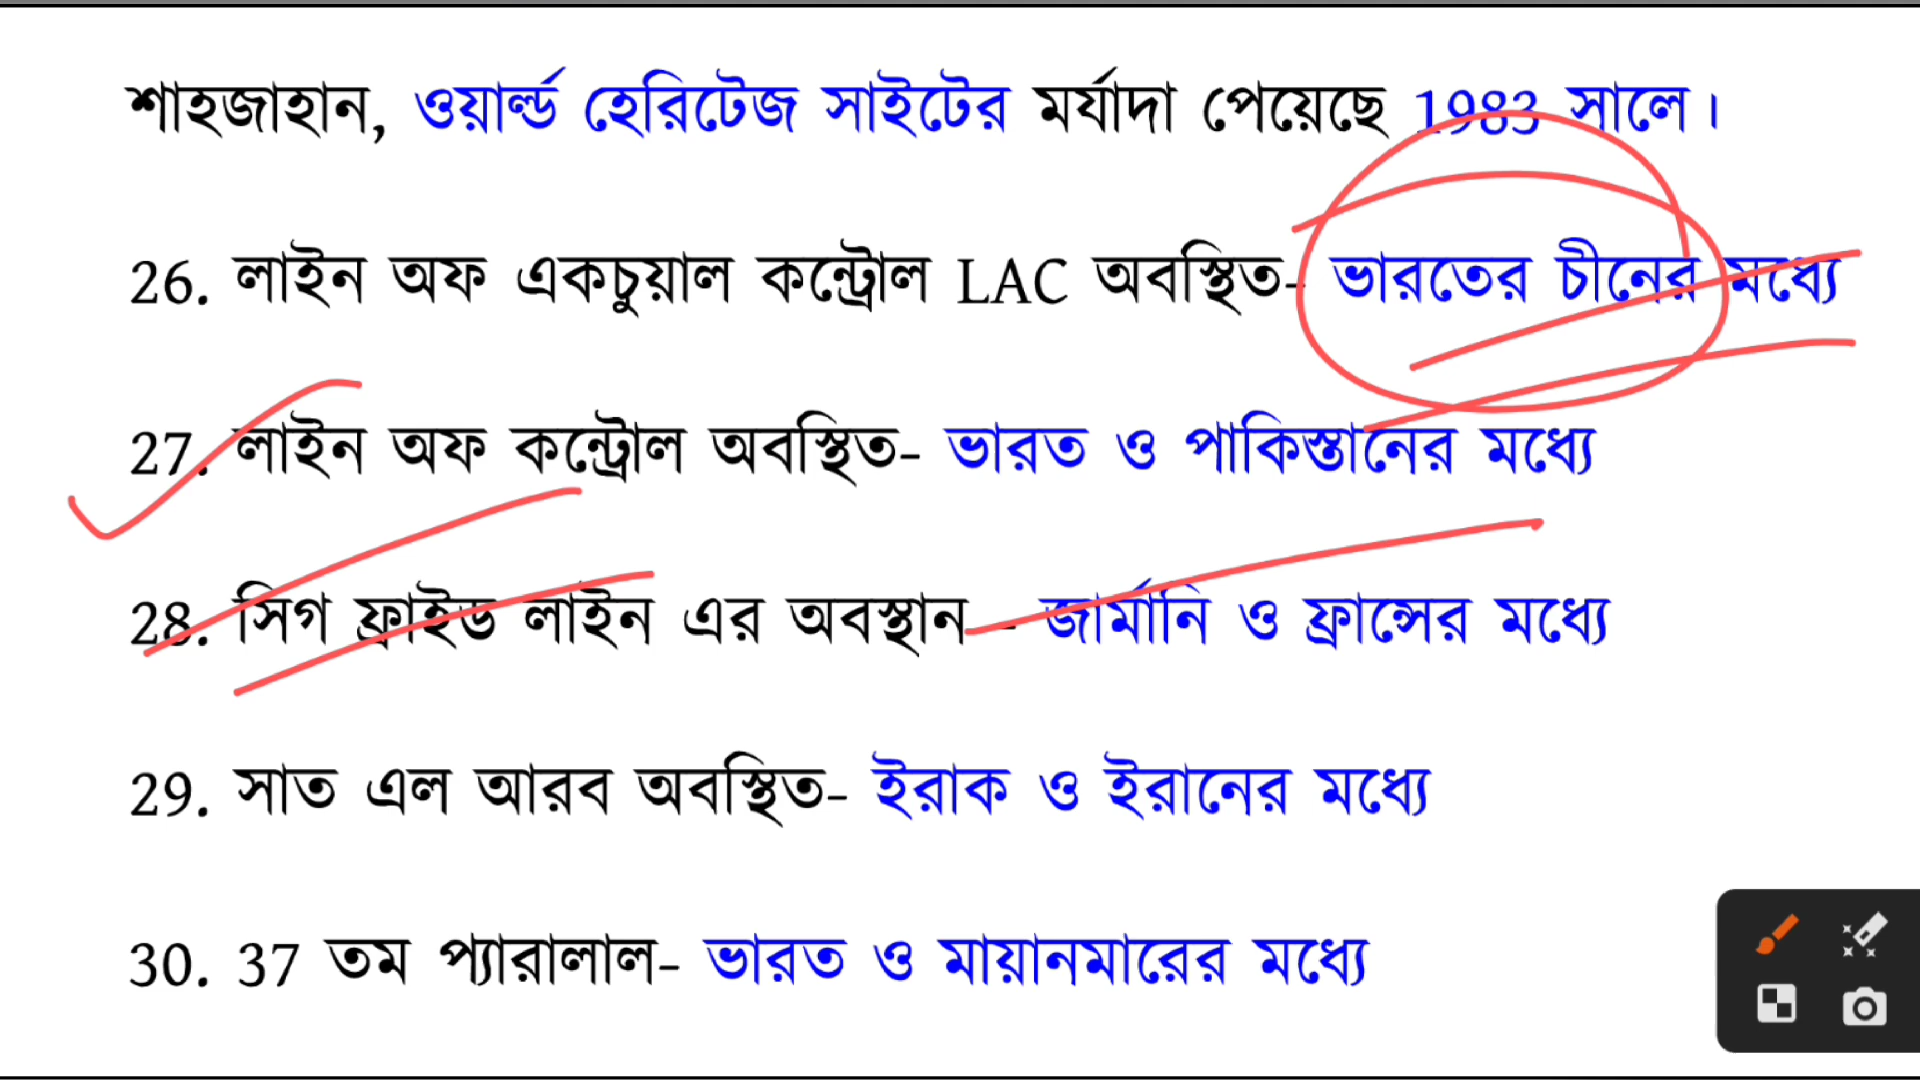 শাহজাহান, ওয়ার্ল্ড হেরিটেজ সাইটের মর্যাদা পেয়েছে 1983 সালে।
26. লাইন অফ একচুয়াল কন্ট্রোল LAC অবস্থিত- ভারতের চীনের মধ্যে
27. লাইন অফ কন্ট্রোল অবস্থিত- ভারত ও পাকিস্তানের মধ্যে
28. সিগ ফ্রাইড লাইন এর অবস্থান - জার্মানি ও ফ্রান্সের মধ্যে
29. সাত এল আরব অবস্থিত- ইরাক ও ইরানের মধ্যে
30. 37 তম প্যারালাল- ভারত ও মায়ানমারের মধ্যে